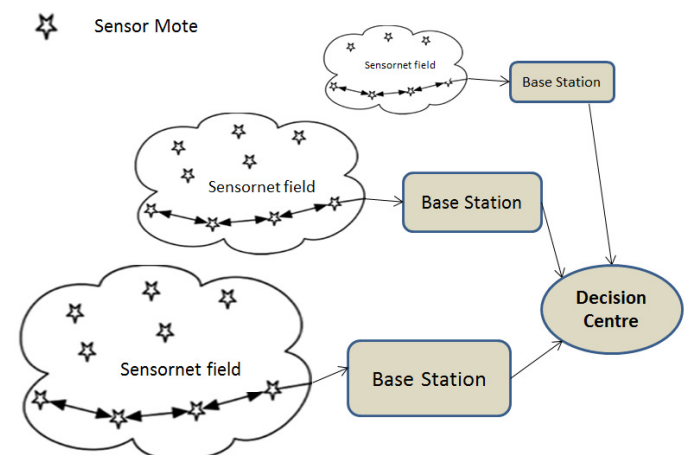 Sensor Mote
Sensornet field
Base Station
Sensornet field
Base Station
Decision
Centre
Sensornet field
Base Station